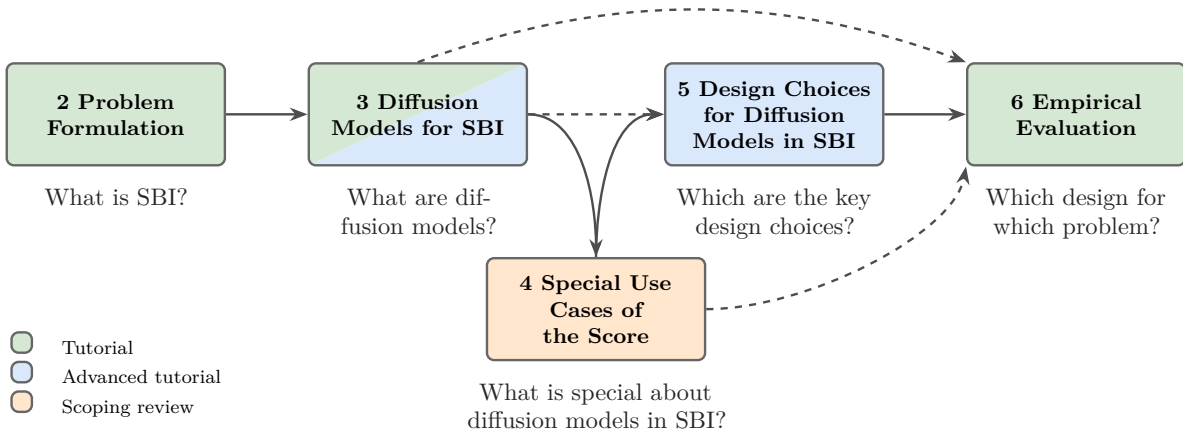 2 Problem
Formulation
What is SBI?
3 Diffusion
Models for SBI
What are dif-
fusion models?
5 Design Choices
for Diffusion
Models in SBI
Which are the key
design choices?
6 Empirical
Evaluation
Which design for
which problem?
4 Special Use
Cases of
the Score
What is special about
diffusion models in SBI?
Tutorial
Advanced tutorial
Scoping review